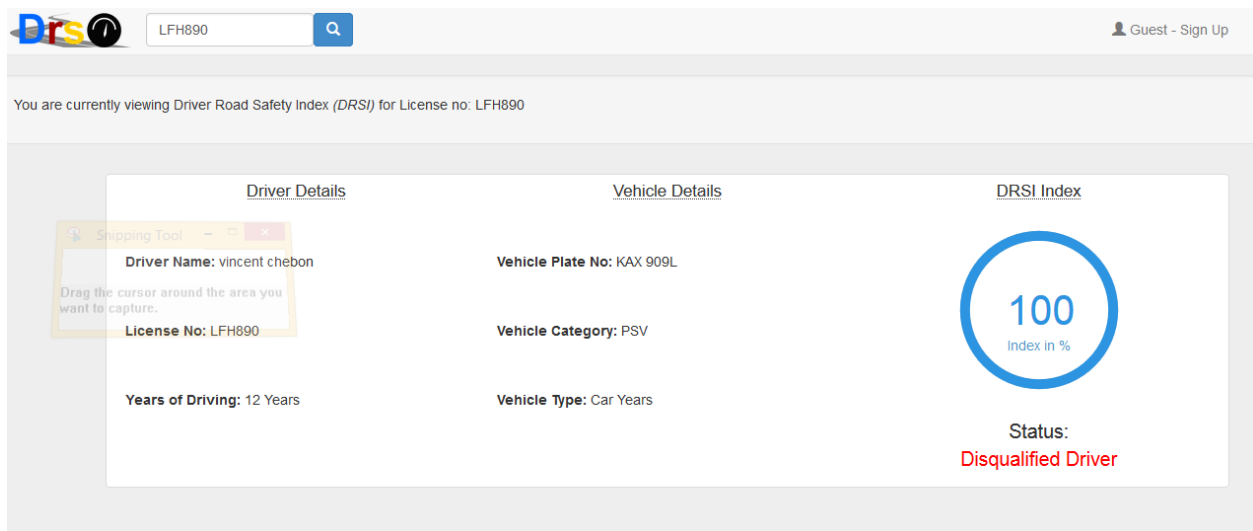 Drs
LFH890
Guest - Sign Up
You are currently viewing Driver Road Safety Index (DRSI) for License no: LFH890
Driver Details
Vehicle Details
DRSI Index
Snipping Tool
Driver Name: vincent chebon
Vehicle Plate No: KAX 909L
Drag the cursor around the area you
want to capture.
License No: LFH890
Vehicle Category: PSV
100
Index in %
Years of Driving: 12 Years
Vehicle Type: Car Years
Status:
Disqualified Driver